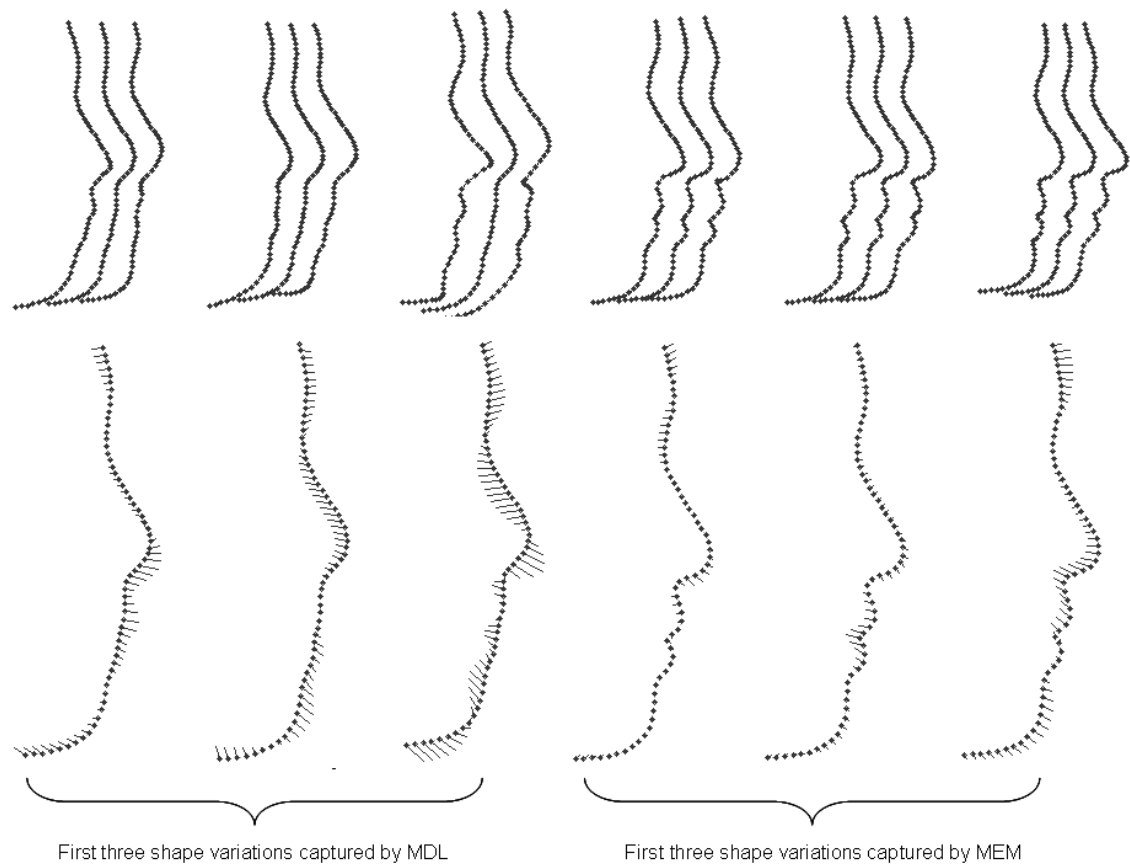 First three shape variations captured by MDL
First three shape variations captured by MEM